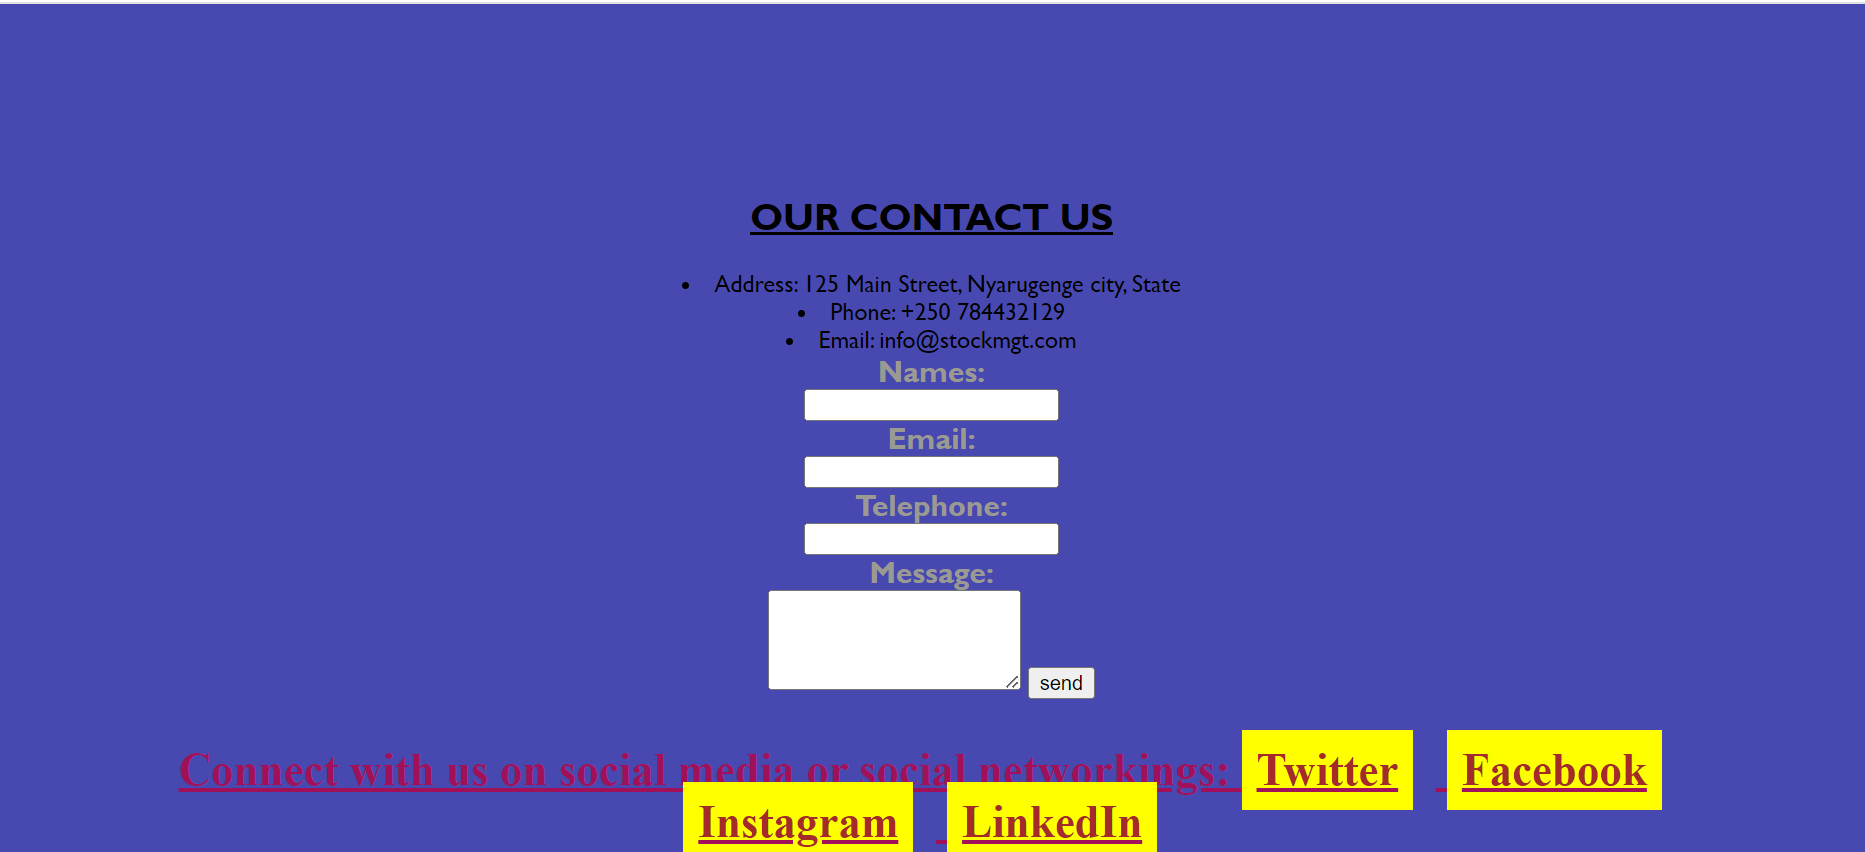 OUR CONTACT US
• Address: 125 Main Street, Nyarugenge city, State
• Phone: +250 784432129
• Email: info@stockmgt.com
Names:
Email:
Telephone:
Message:
send
Connect with us on social media or social networkings: Twitter Facebook
Instagram LinkedIn